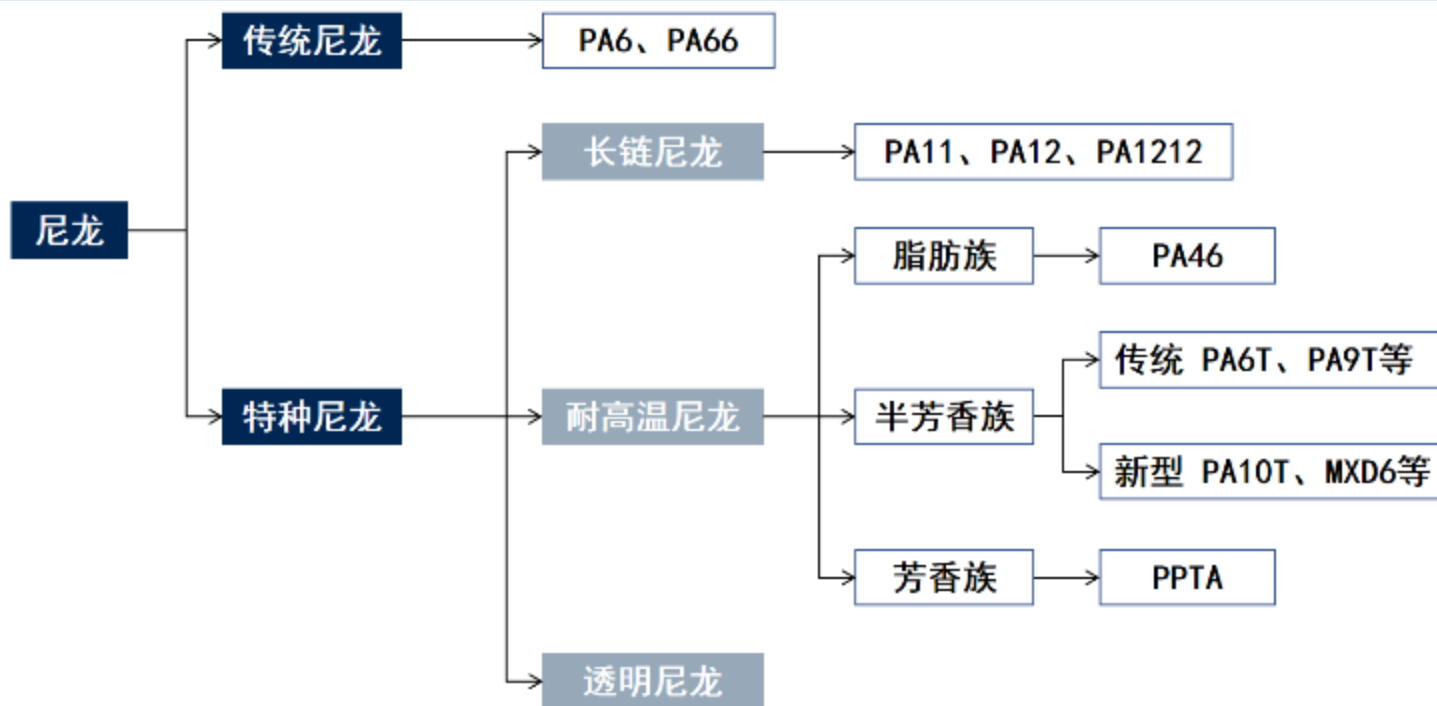 传统尼龙
PA6、PA66
长链尼龙
PA11、PA12、PA1212
尼龙
脂肪族
PA46
传统 PA6T、PA9T等
特种尼龙
耐高温尼龙
半芳香族
新型 PA10T、MXD6等
芳香族
PPTA
透明尼龙